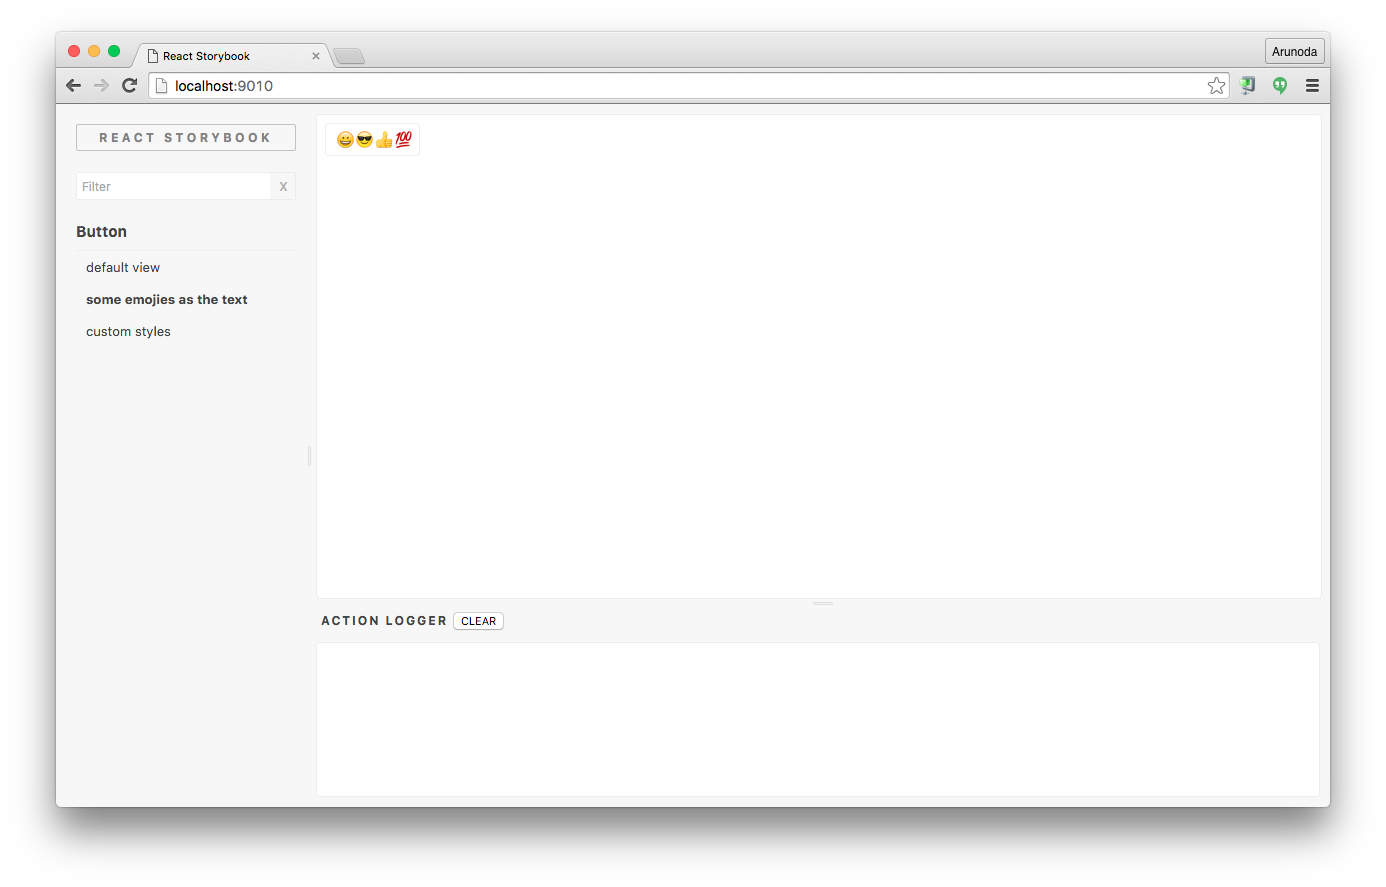 React Storybook
Arunoda
localhost:9010
REACT STORYBOOK
Filter X
Button
default view
some emojies as the text
custom styles
😀😎👍💯
ACTION LOGGER CLEAR